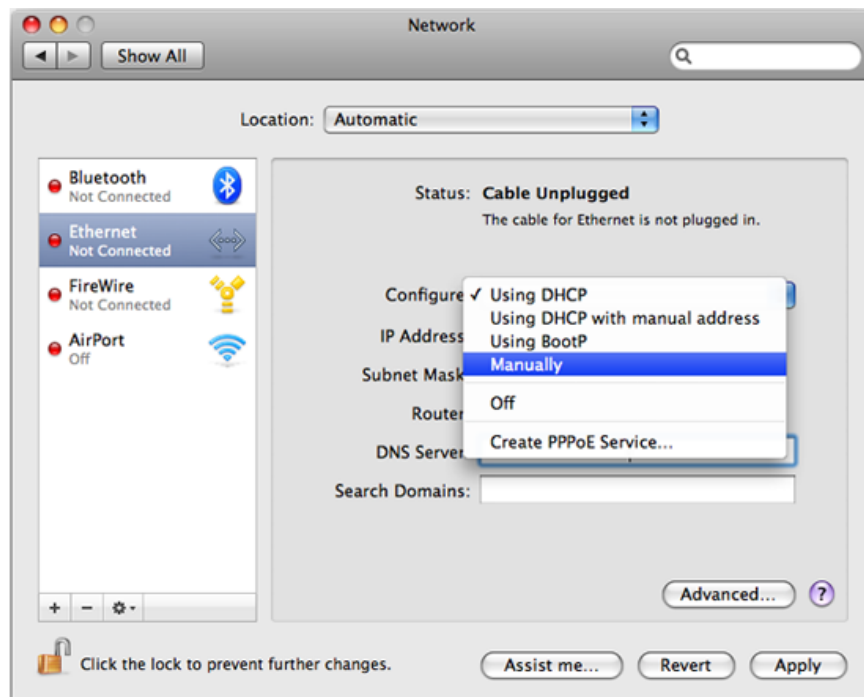 Network
Show All
Location: Automatic
Bluetooth
Not Connected
Ethernet
Not Connected
FireWire
Not Connected
AirPort
Off
Status: Cable Unplugged
The cable for Ethernet is not plugged in.
Configure ✓ Using DHCP
Using DHCP with manual address
Using BootP
IP Address
Manually
Subnet Mask
Off
Router
Create PPPoE Service...
DNS Server
Search Domains:
+ −
Advanced... ?
Click the lock to prevent further changes.
Assist me... Revert Apply